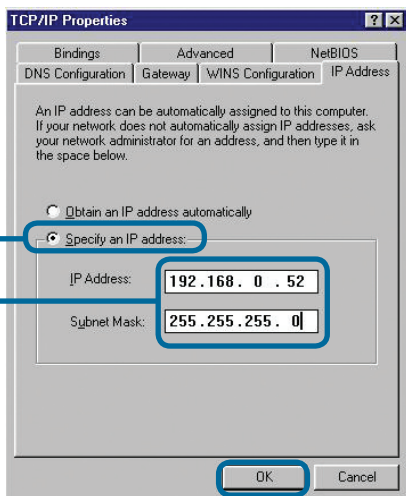 TCP/IP Properties
Bindings Advanced NetBIOS
DNS Configuration Gateway WINS Configuration IP Address
An IP address can be automatically assigned to this computer.
If your network does not automatically assign IP addresses, ask
your network administrator for an address, and then type it in
the space below.
Obtain an IP address automatically
Specify an IP address:
IP Address: 192.168. 0 .52
Subnet Mask: 255.255.255. 0
OK Cancel